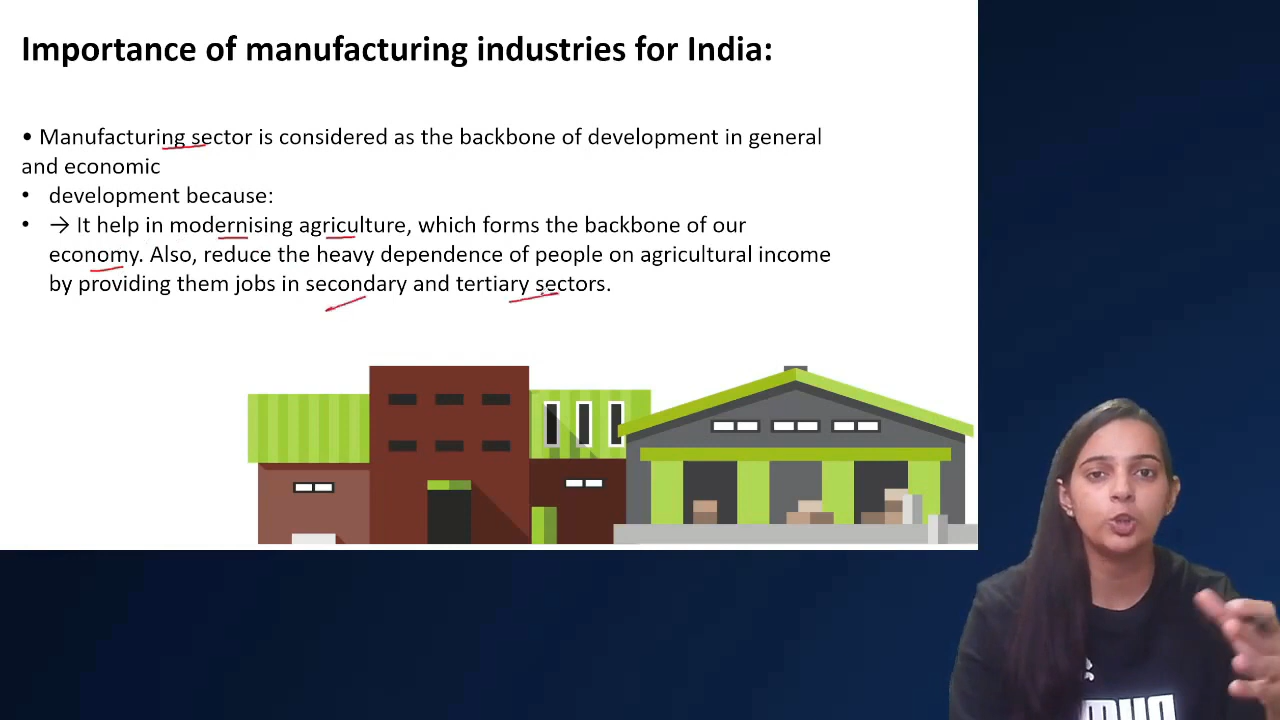 Importance of manufacturing industries for India:
• Manufacturing sector is considered as the backbone of development in general
and economic
• development because:
• → It help in modernising agriculture, which forms the backbone of our
economy. Also, reduce the heavy dependence of people on agricultural income
by providing them jobs in secondary and tertiary sectors.